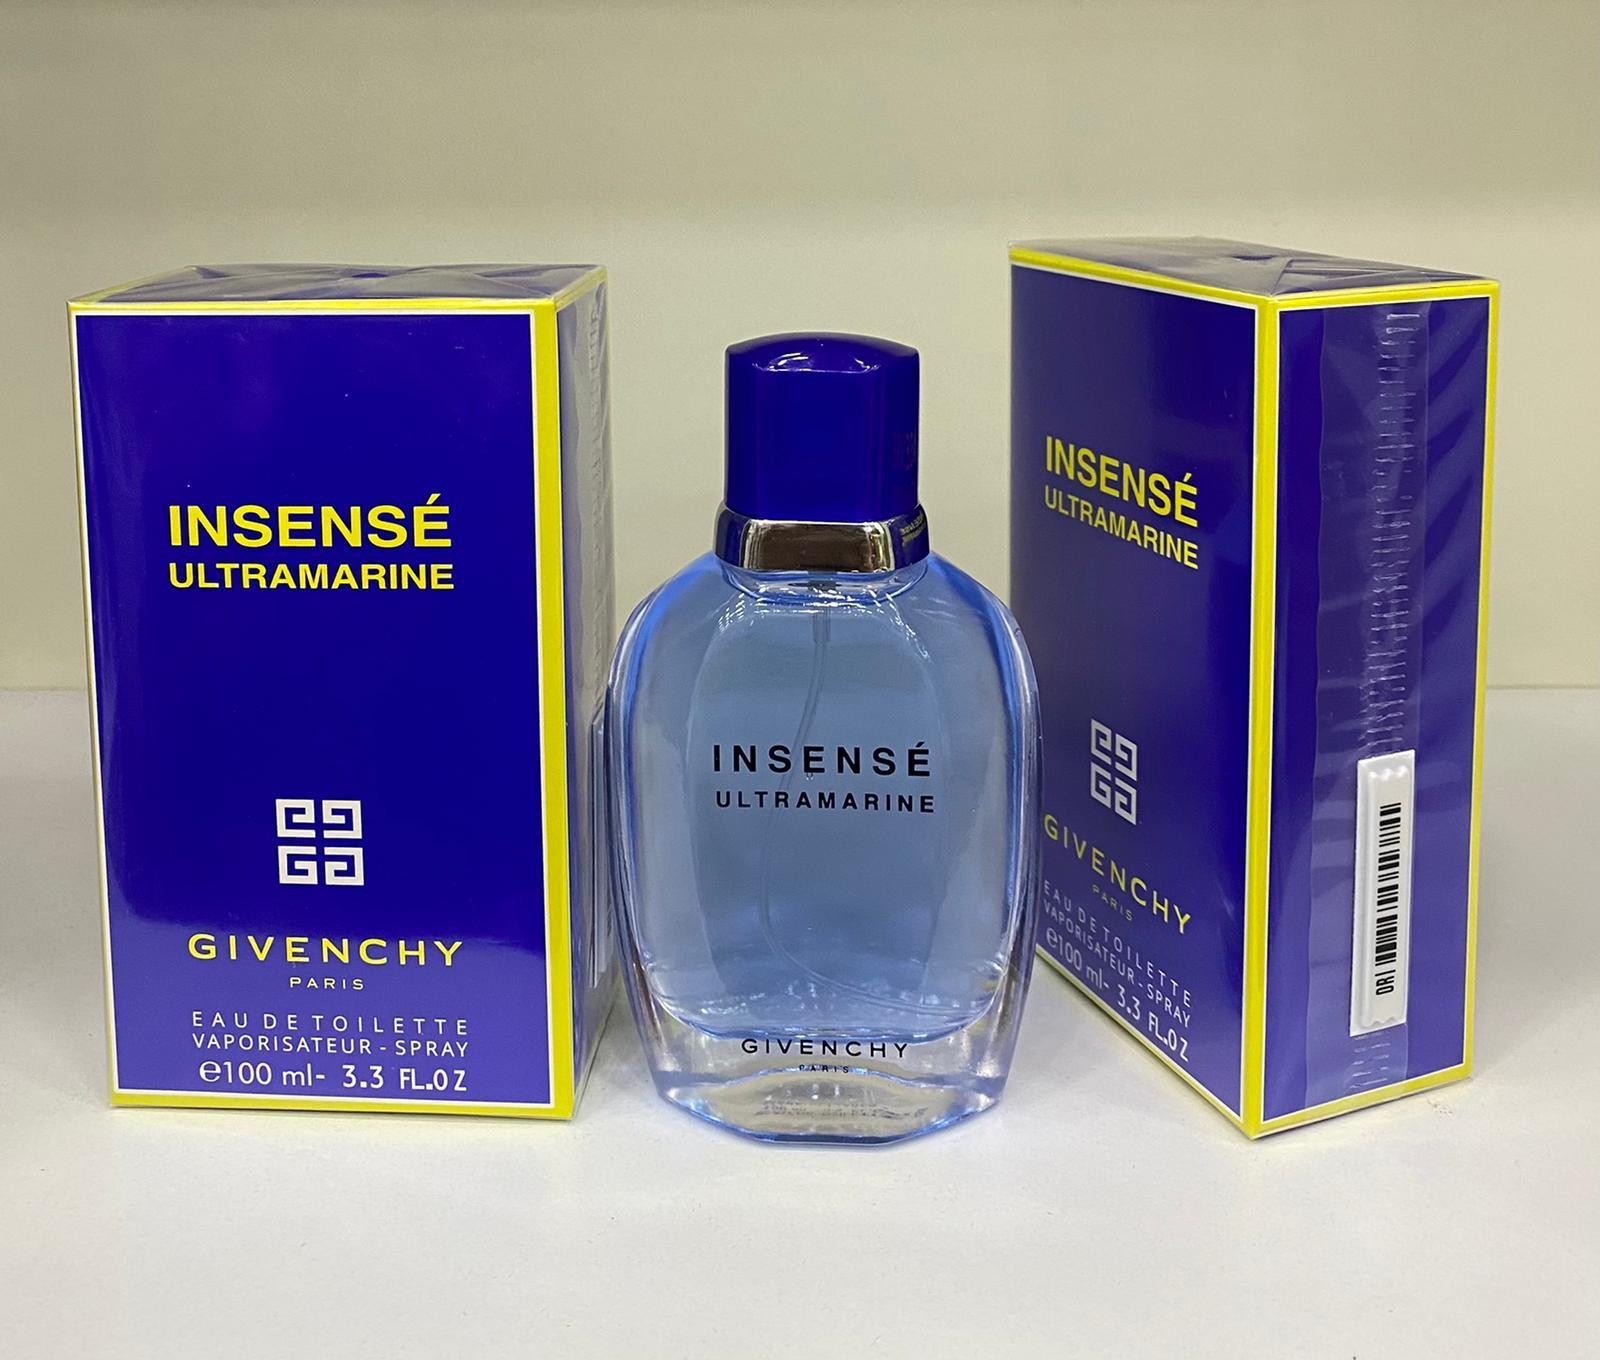 INSENSÉ
ULTRAMARINE
GIVENCHY
PARIS
EAU DE TOILETTE
VAPORISATEUR - SPRAY
℮100 ml- 3.3 FL.OZ
INSENSÉ
ULTRAMARINE
GIVENCHY
PARIS
INSENSÉ
ULTRAMARINE
GIVENCHY
PARIS
EAU DE TOILETTE
VAPORISATEUR - SPRAY
℮100 ml- 3.3 FL.OZ
ORI